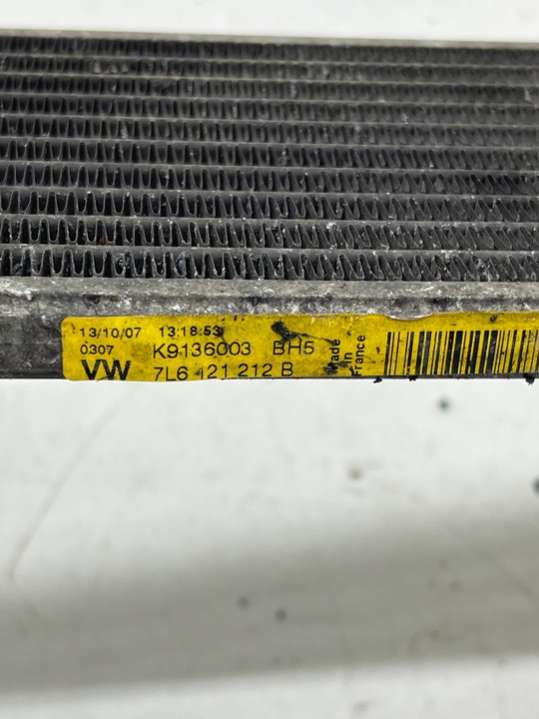 13/10/07 13:18:53
0307 K9136003 BH5
VW 7L6 121 212 B
Made
in
France